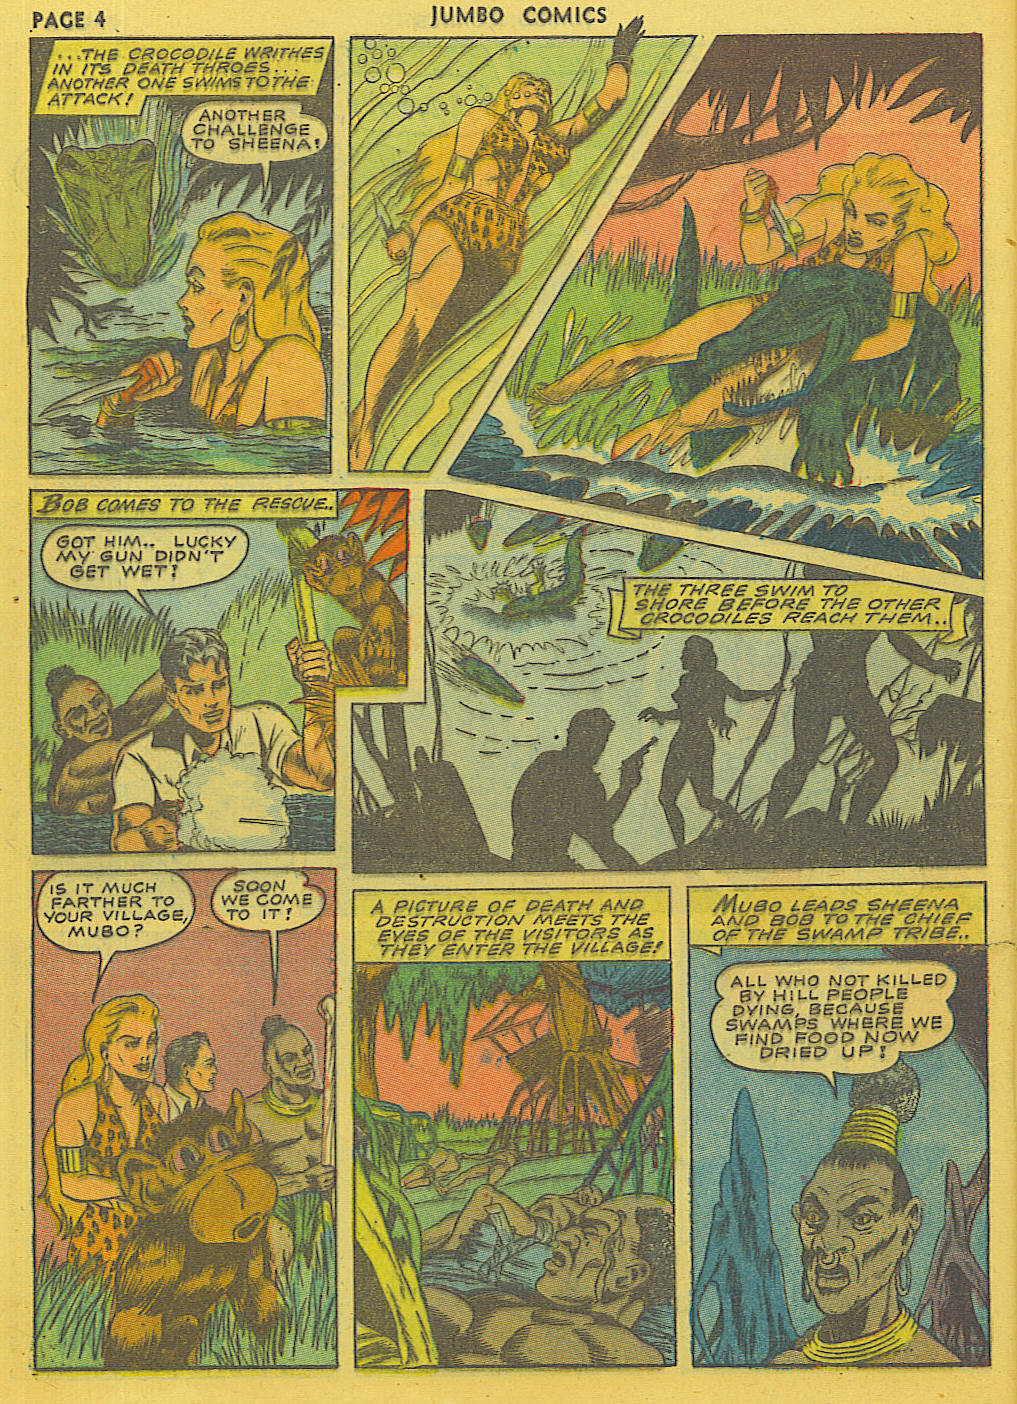 PAGE 4
JUMBO COMICS
...THE CROCODILE WRITHES
IN ITS DEATH THROES...
ANOTHER ONE SWIMS TO THE
ATTACK!
ANOTHER
CHALLENGE
TO SHEENA!
BOB COMES TO THE RESCUE..
GOT HIM.. LUCKY
MY GUN DIDN'T
GET WET!
THE THREE SWIM TO
SHORE BEFORE THE OTHER
CROCODILES REACH THEM..
IS IT MUCH
FARTHER TO
YOUR VILLAGE,
MUBO?
SOON
WE COME
TO IT!
A PICTURE OF DEATH AND
DESTRUCTION MEETS THE
EYES OF THE VISITORS AS
THEY ENTER THE VILLAGE!
MUBO LEADS SHEENA
AND BOB TO THE CHIEF
OF THE SWAMP TRIBE..
ALL WHO NOT KILLED
BY HILL PEOPLE
DYING, BECAUSE
SWAMPS WHERE WE
FIND FOOD NOW
DRIED UP!